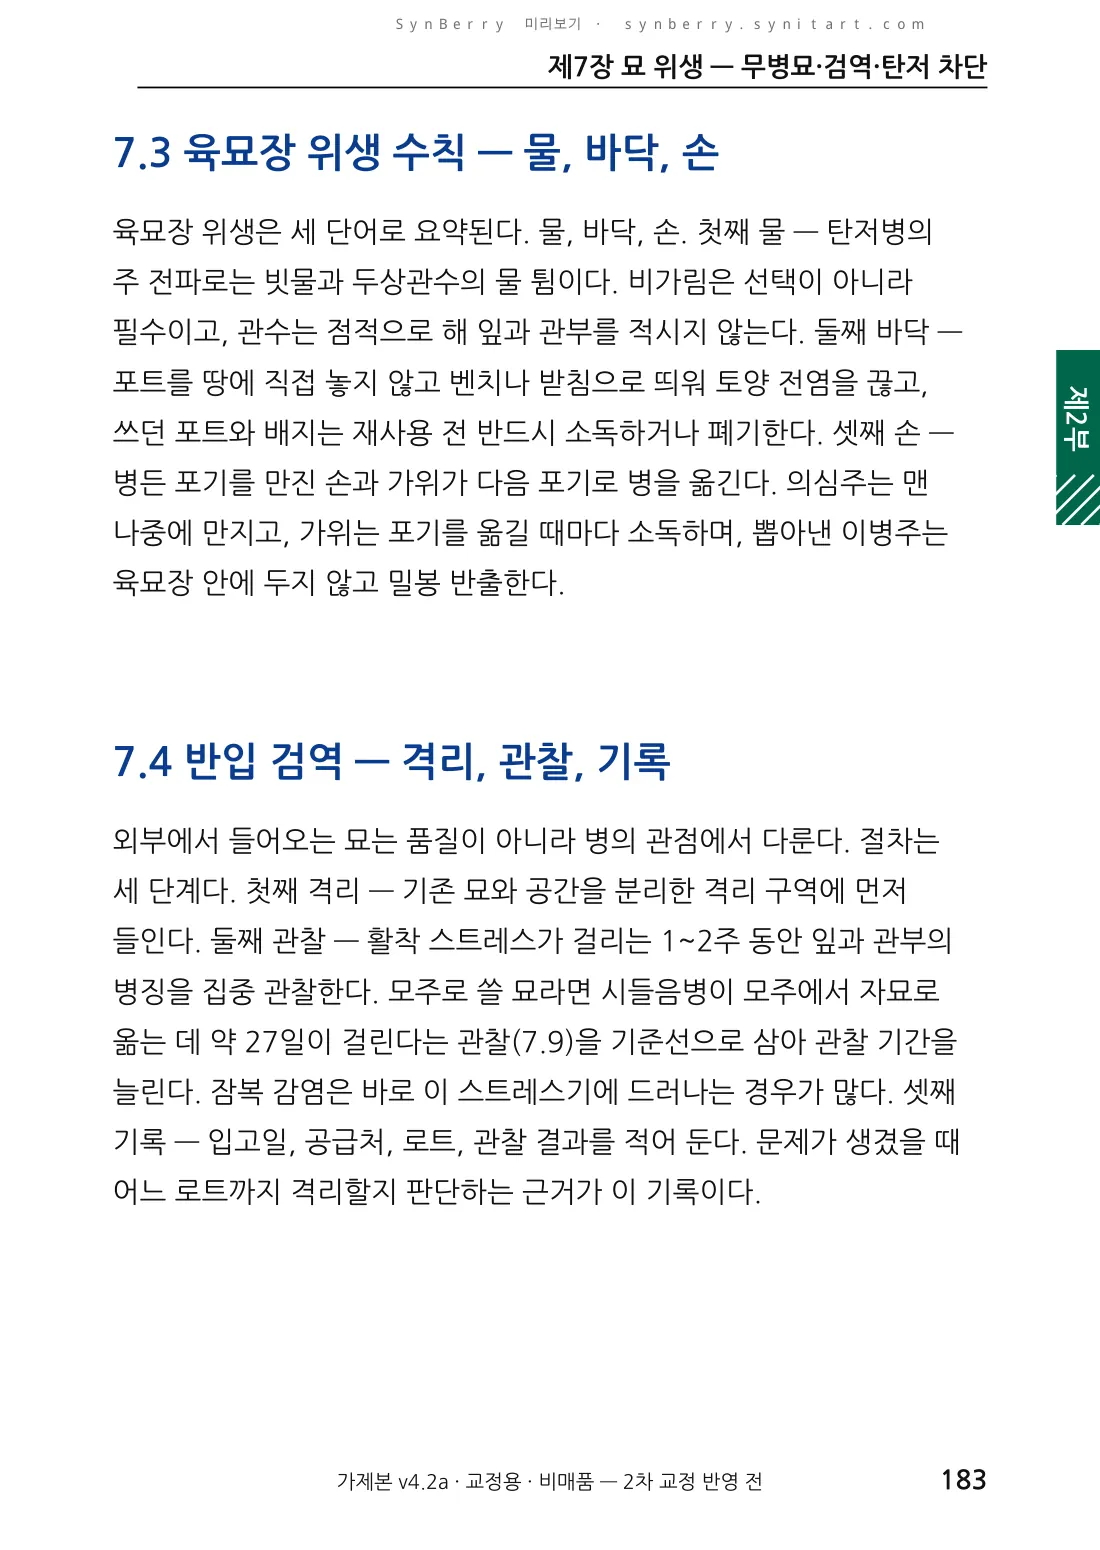 SynBerry 미리보기 · synberry.synitart.com
제7장 묘 위생 — 무병묘·검역·탄저 차단
7.3 육묘장 위생 수칙 — 물, 바닥, 손
육묘장 위생은 세 단어로 요약된다. 물, 바닥, 손. 첫째 물 — 탄저병의
주 전파로는 빗물과 두상관수의 물 튐이다. 비가림은 선택이 아니라
필수이고, 관수는 점적으로 해 잎과 관부를 적시지 않는다. 둘째 바닥 —
포트를 땅에 직접 놓지 않고 벤치나 받침으로 띄워 토양 전염을 끊고,
쓰던 포트와 배지는 재사용 전 반드시 소독하거나 폐기한다. 셋째 손 —
병든 포기를 만진 손과 가위가 다음 포기로 병을 옮긴다. 의심주는 맨
나중에 만지고, 가위는 포기를 옮길 때마다 소독하며, 뽑아낸 이병주는
육묘장 안에 두지 않고 밀봉 반출한다.
제2부
7.4 반입 검역 — 격리, 관찰, 기록
외부에서 들어오는 묘는 품질이 아니라 병의 관점에서 다룬다. 절차는
세 단계다. 첫째 격리 — 기존 묘와 공간을 분리한 격리 구역에 먼저
들인다. 둘째 관찰 — 활착 스트레스가 걸리는 1~2주 동안 잎과 관부의
병징을 집중 관찰한다. 모주로 쓸 묘라면 시들음병이 모주에서 자묘로
옮는 데 약 27일이 걸린다는 관찰(7.9)을 기준선으로 삼아 관찰 기간을
늘린다. 잠복 감염은 바로 이 스트레스기에 드러나는 경우가 많다. 셋째
기록 — 입고일, 공급처, 로트, 관찰 결과를 적어 둔다. 문제가 생겼을 때
어느 로트까지 격리할지 판단하는 근거가 이 기록이다.
가제본 v4.2a · 교정용 · 비매품 — 2차 교정 반영 전
183